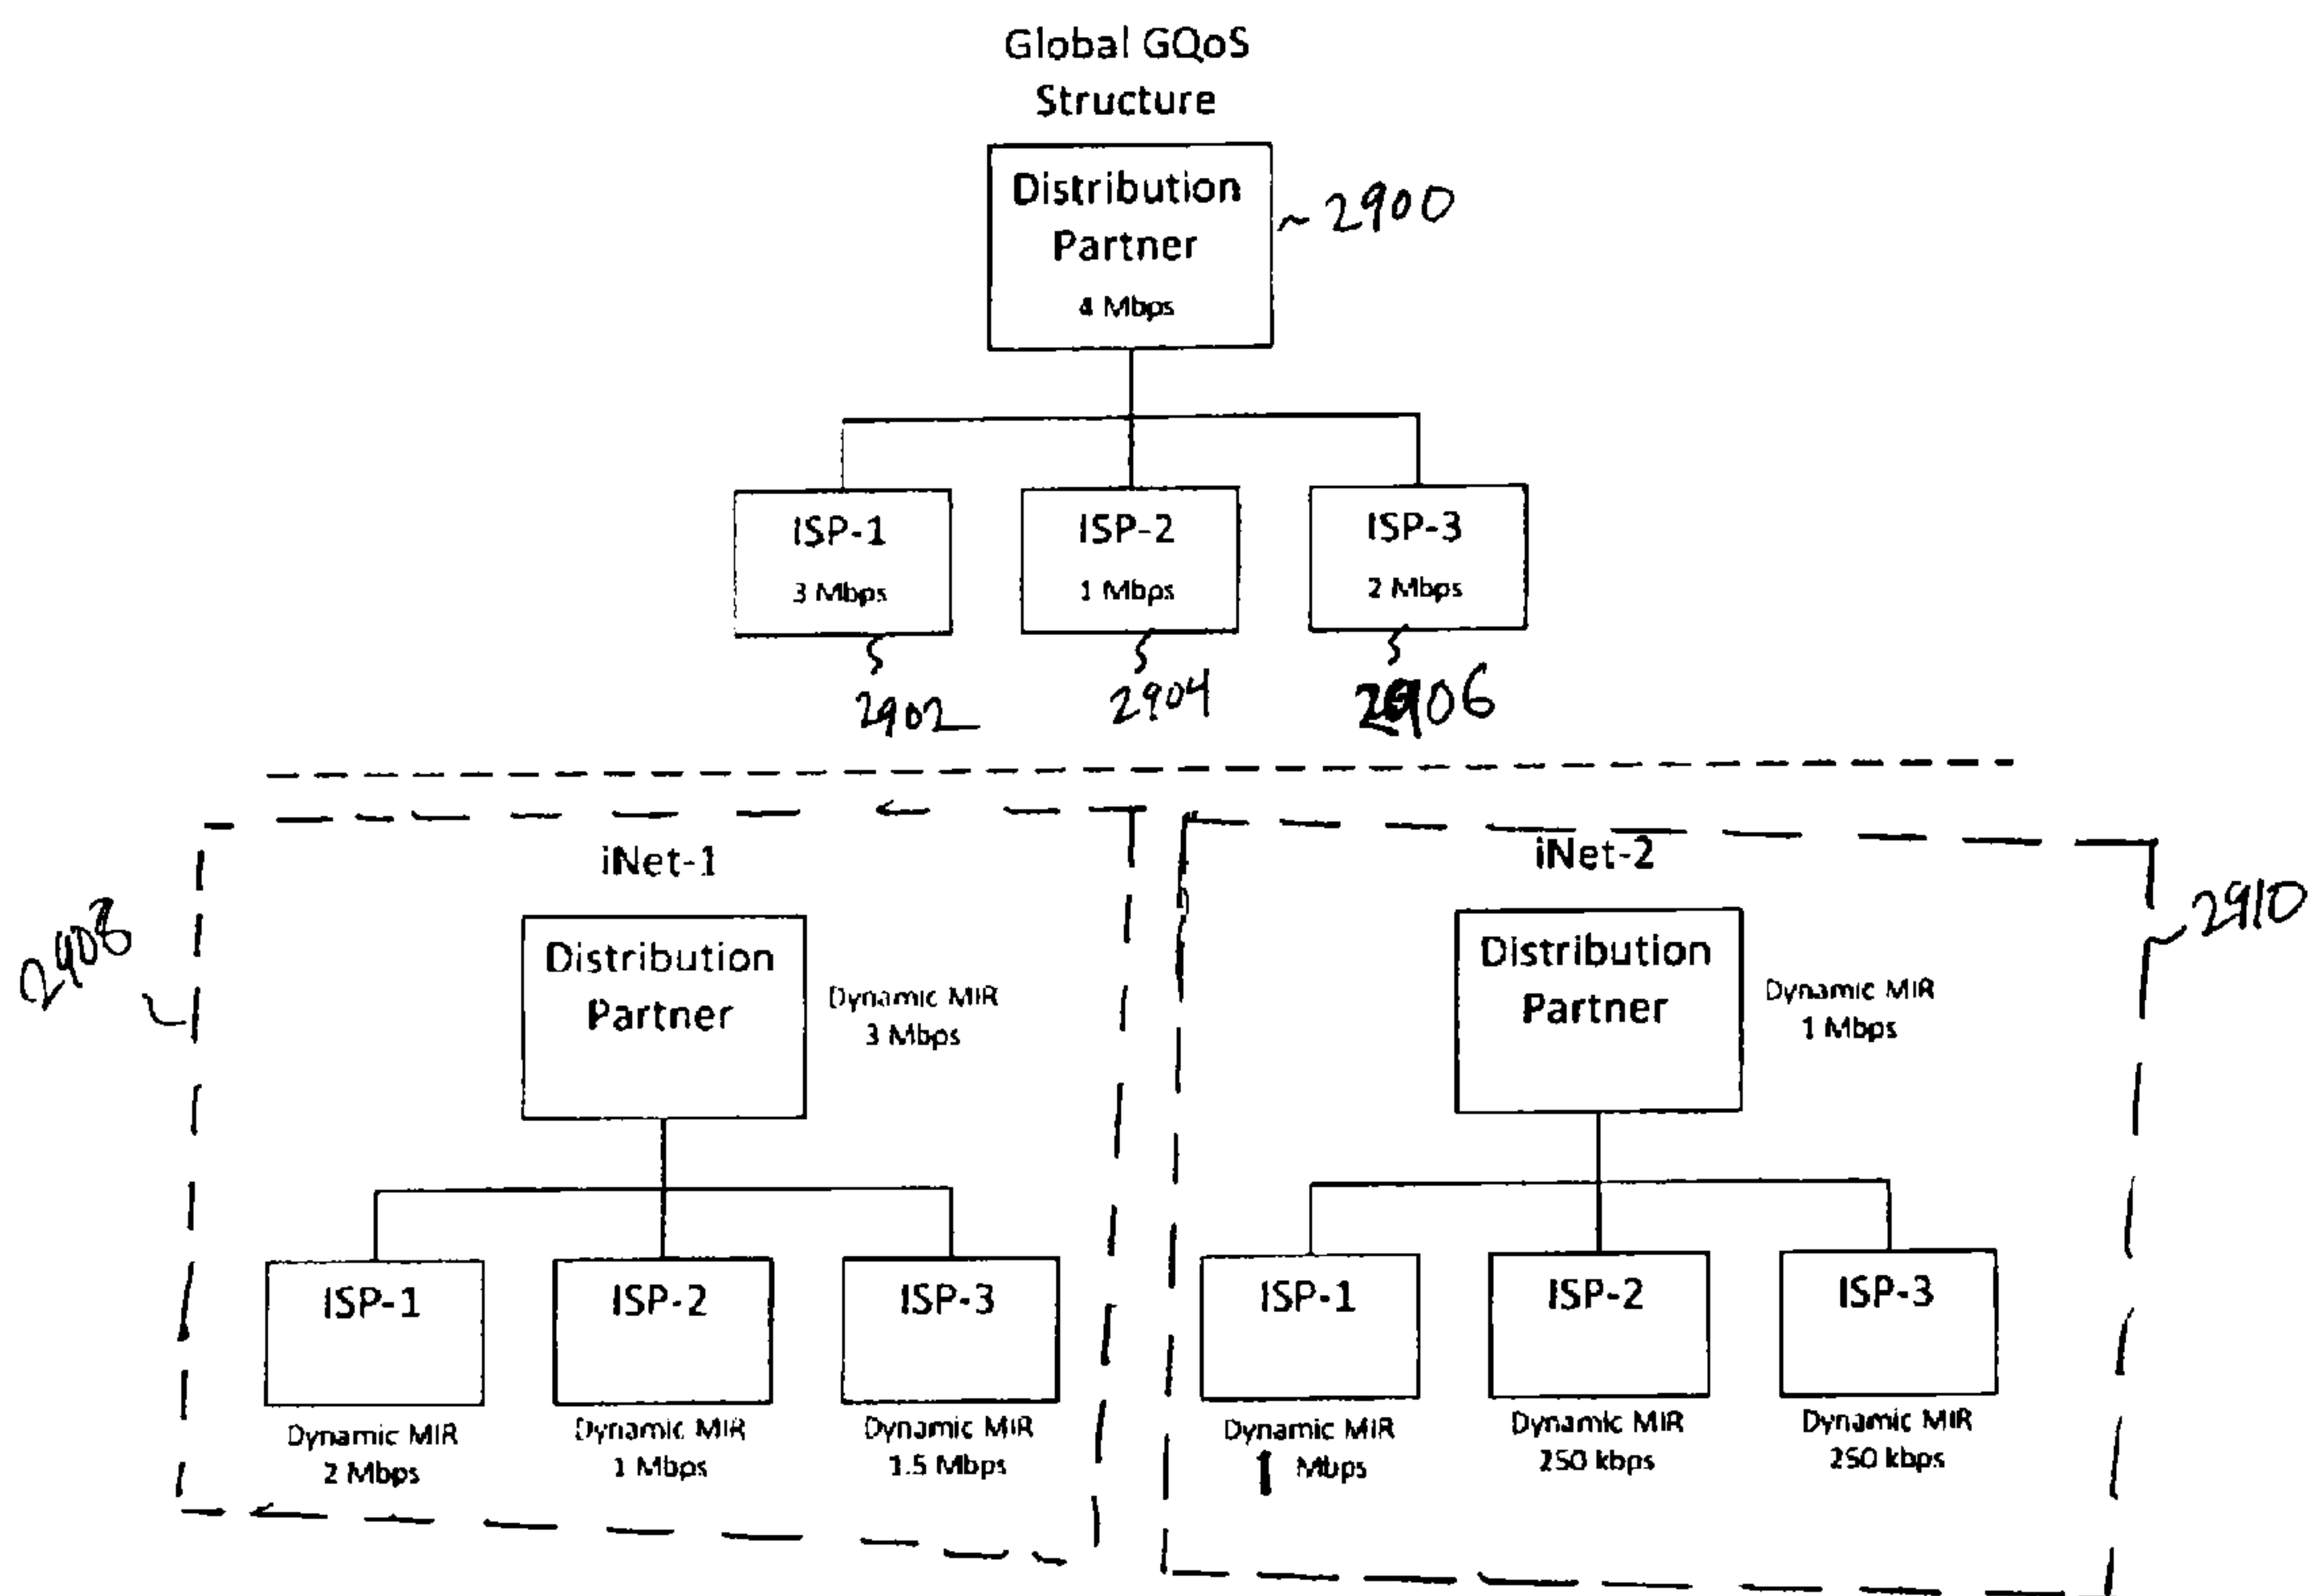 Global GQoS
Structure
Distribution
Partner
4 Mbps
2900
ISP-1
3 Mbps
ISP-2
1 Mbps
ISP-3
2 Mbps
2902
2904
2906
iNet-1
iNet-2
2908
2910
Distribution
Partner
Dynamic MIR
3 Mbps
Distribution
Partner
Dynamic MIR
1 Mbps
ISP-1
ISP-2
ISP-3
Dynamic MIR
2 Mbps
Dynamic MIR
1 Mbps
Dynamic MIR
1.5 Mbps
ISP-1
ISP-2
ISP-3
Dynamic MIR
1 Mbps
Dynamic MIR
250 kbps
Dynamic MIR
250 kbps